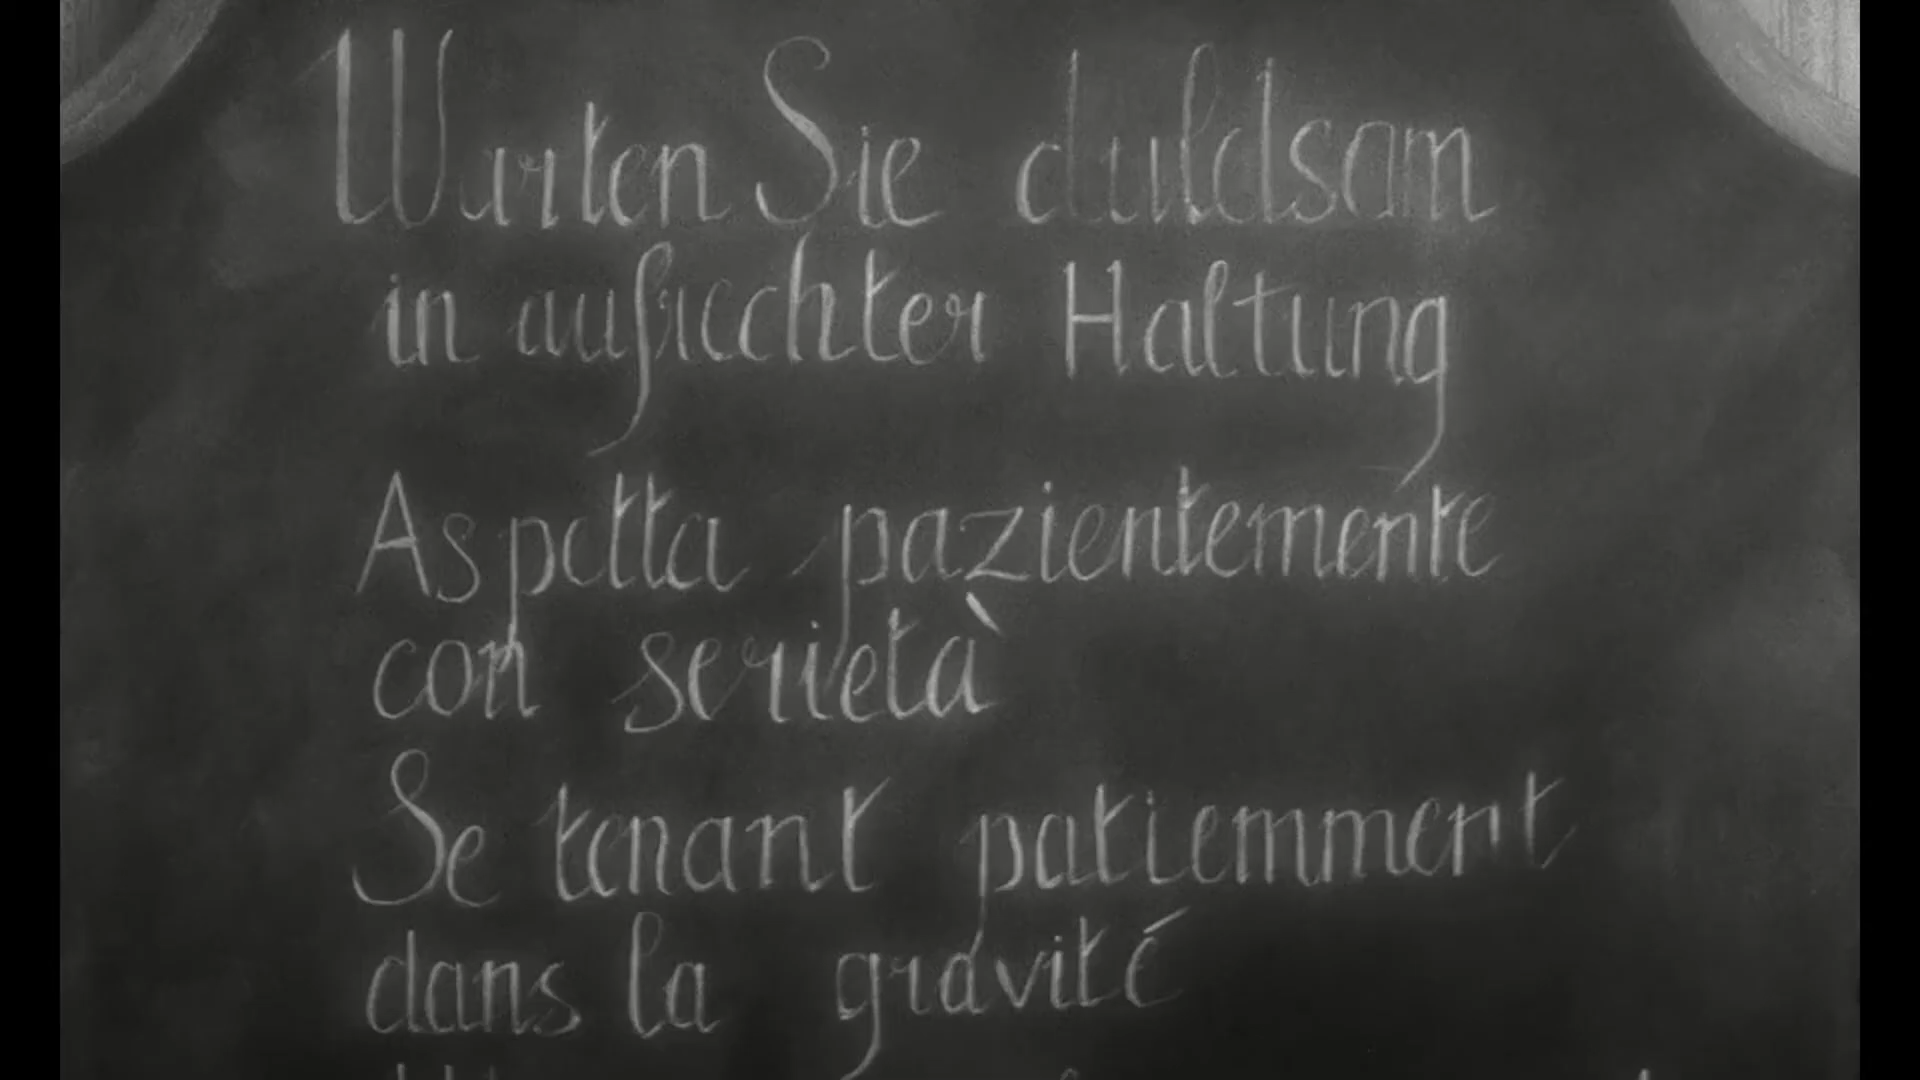 Warten Sie duldsam
in aufrechter Haltung
Aspetta pazientemente
con serietà
Se tenant patiemment
dans la gravité